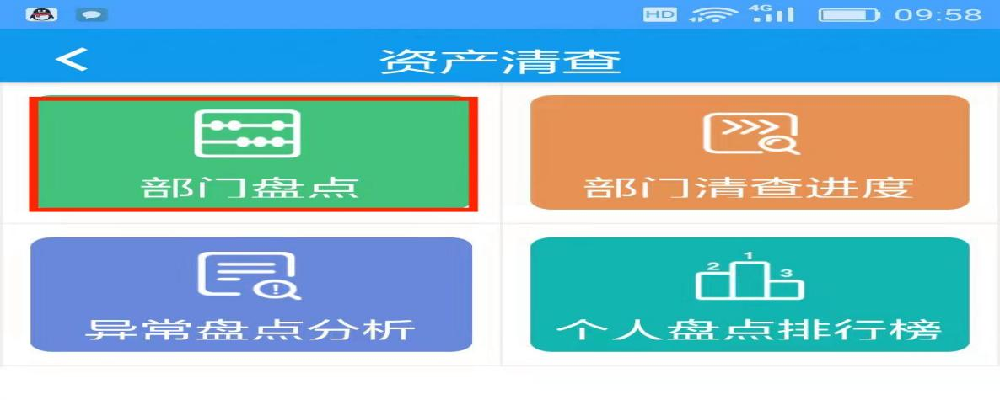 HD 4G 09:58
资产清查
部门盘点
部门清查进度
异常盘点分析
2 1 3
个人盘点排行榜